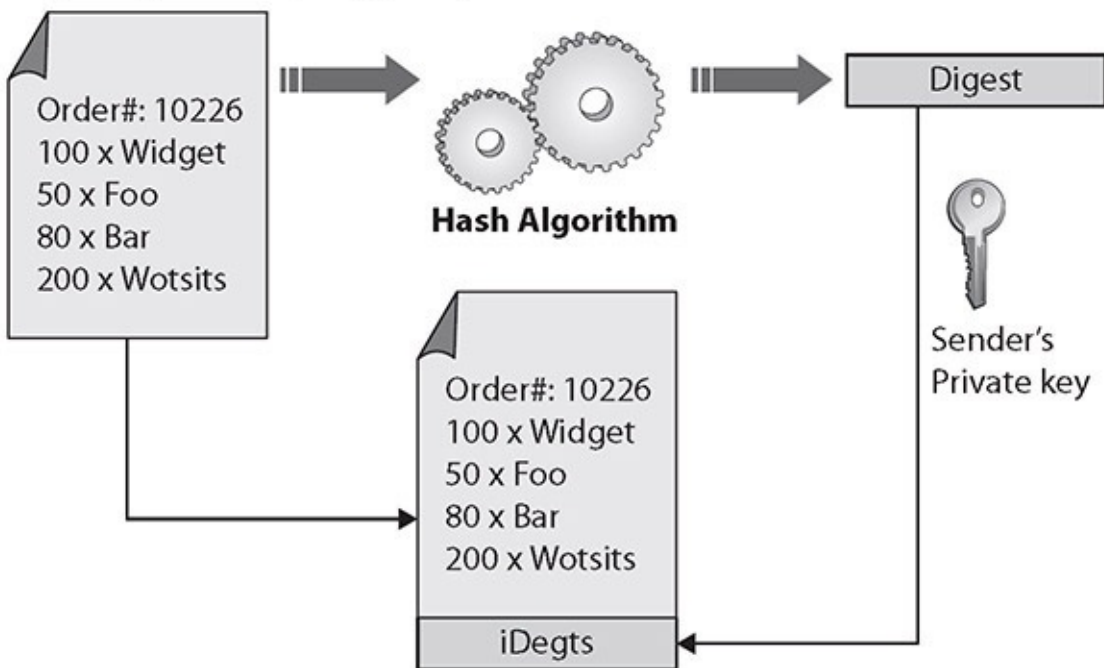 Order#: 10226
100 x Widget
50 x Foo
80 x Bar
200 x Wotsits
Hash Algorithm
Digest
Sender's
Private key
Order#: 10226
100 x Widget
50 x Foo
80 x Bar
200 x Wotsits
iDegts